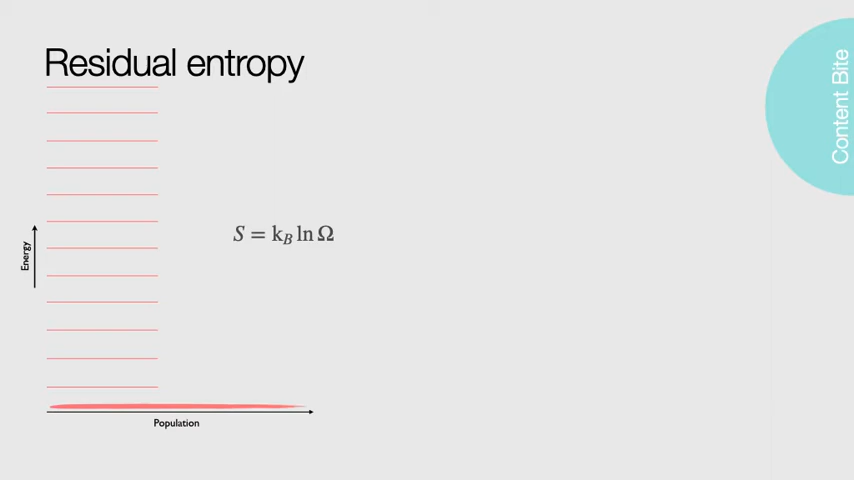 Residual entropy
Content Bite
Energy
S = k_B ln Ω
Population